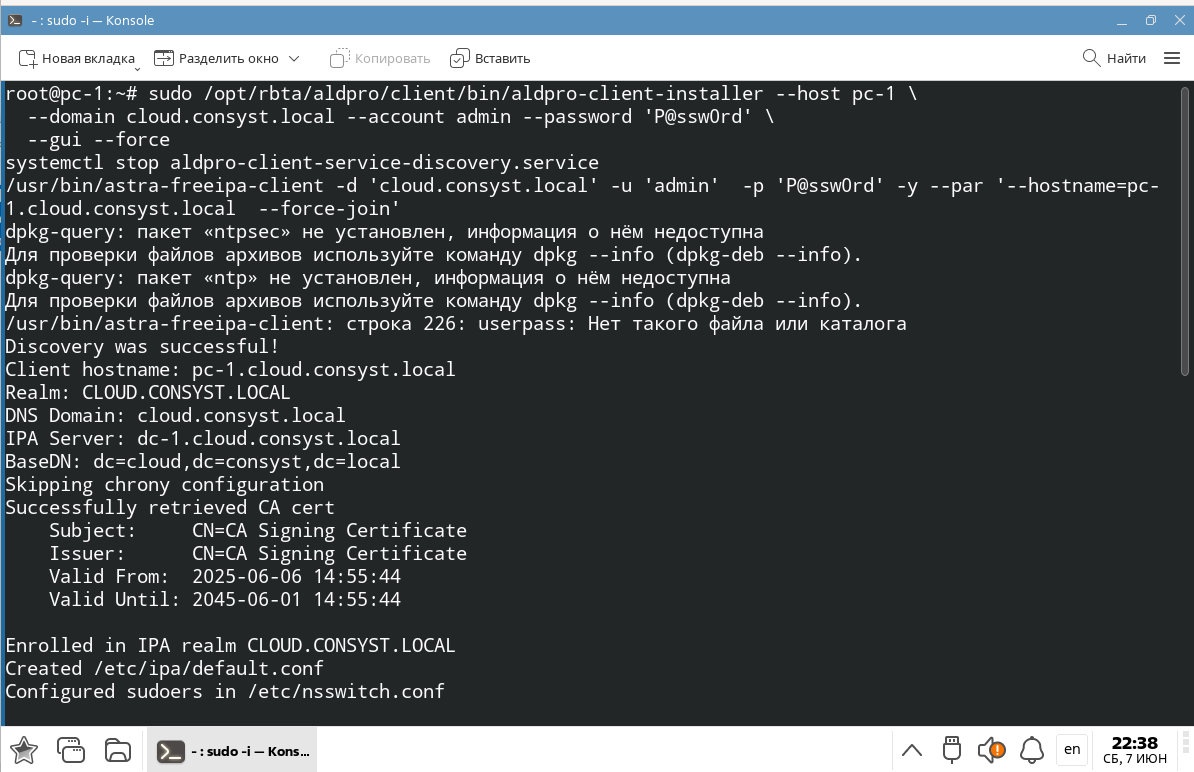 - : sudo -i — Konsole
Новая вкладка
Разделить окно
Копировать
Вставить
Найти
root@pc-1:~# sudo /opt/rbta/aldpro/client/bin/aldpro-client-installer --host pc-1 \
  --domain cloud.consyst.local --account admin --password 'P@ssw0rd' \
  --gui --force
systemctl stop aldpro-client-service-discovery.service
/usr/bin/astra-freeipa-client -d 'cloud.consyst.local' -u 'admin'  -p 'P@ssw0rd' -y --par '--hostname=pc-
1.cloud.consyst.local  --force-join'
dpkg-query: пакет «ntpsec» не установлен, информация о нём недоступна
Для проверки файлов архивов используйте команду dpkg --info (dpkg-deb --info).
dpkg-query: пакет «ntp» не установлен, информация о нём недоступна
Для проверки файлов архивов используйте команду dpkg --info (dpkg-deb --info).
/usr/bin/astra-freeipa-client: строка 226: userpass: Нет такого файла или каталога
Discovery was successful!
Client hostname: pc-1.cloud.consyst.local
Realm: CLOUD.CONSYST.LOCAL
DNS Domain: cloud.consyst.local
IPA Server: dc-1.cloud.consyst.local
BaseDN: dc=cloud,dc=consyst,dc=local
Skipping chrony configuration
Successfully retrieved CA cert
    Subject:     CN=CA Signing Certificate
    Issuer:      CN=CA Signing Certificate
    Valid From:  2025-06-06 14:55:44
    Valid Until: 2045-06-01 14:55:44

Enrolled in IPA realm CLOUD.CONSYST.LOCAL
Created /etc/ipa/default.conf
Configured sudoers in /etc/nsswitch.conf
- : sudo -i — Kons...
en
22:38
СБ, 7 ИЮН